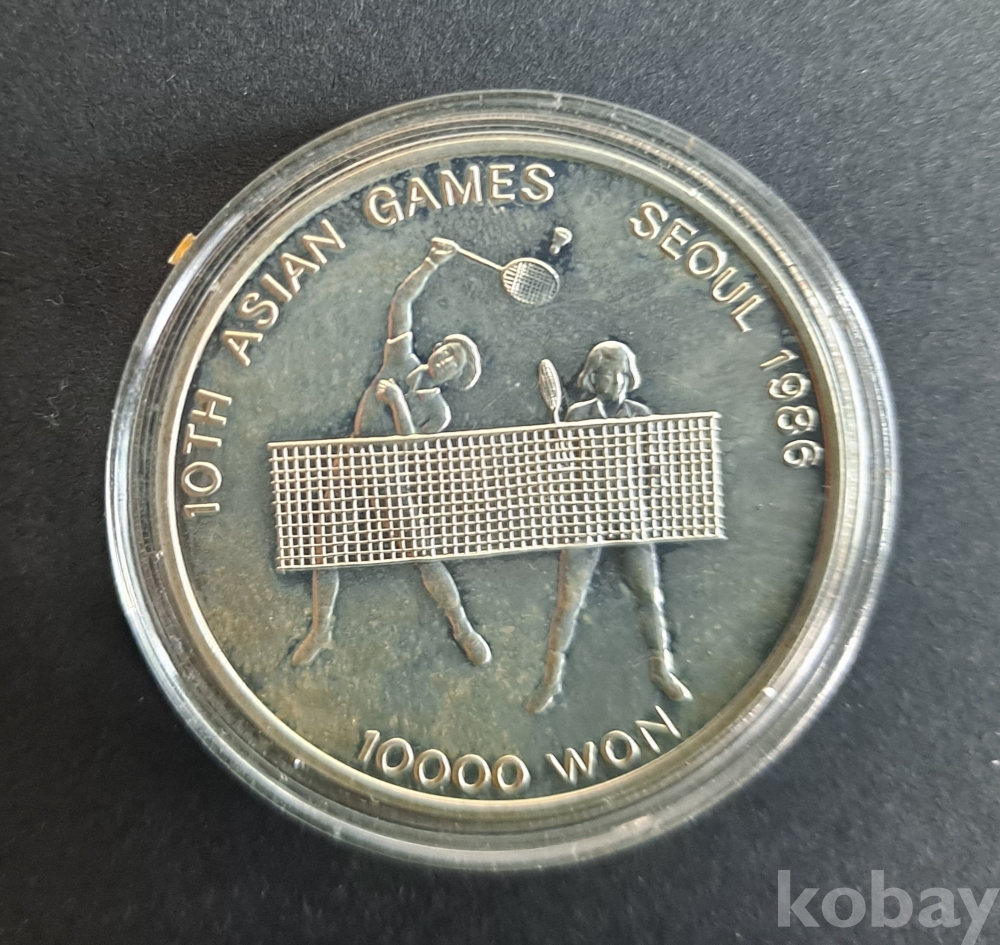 10TH ASIAN GAMES SEOUL 1986
10000 WON
kobay